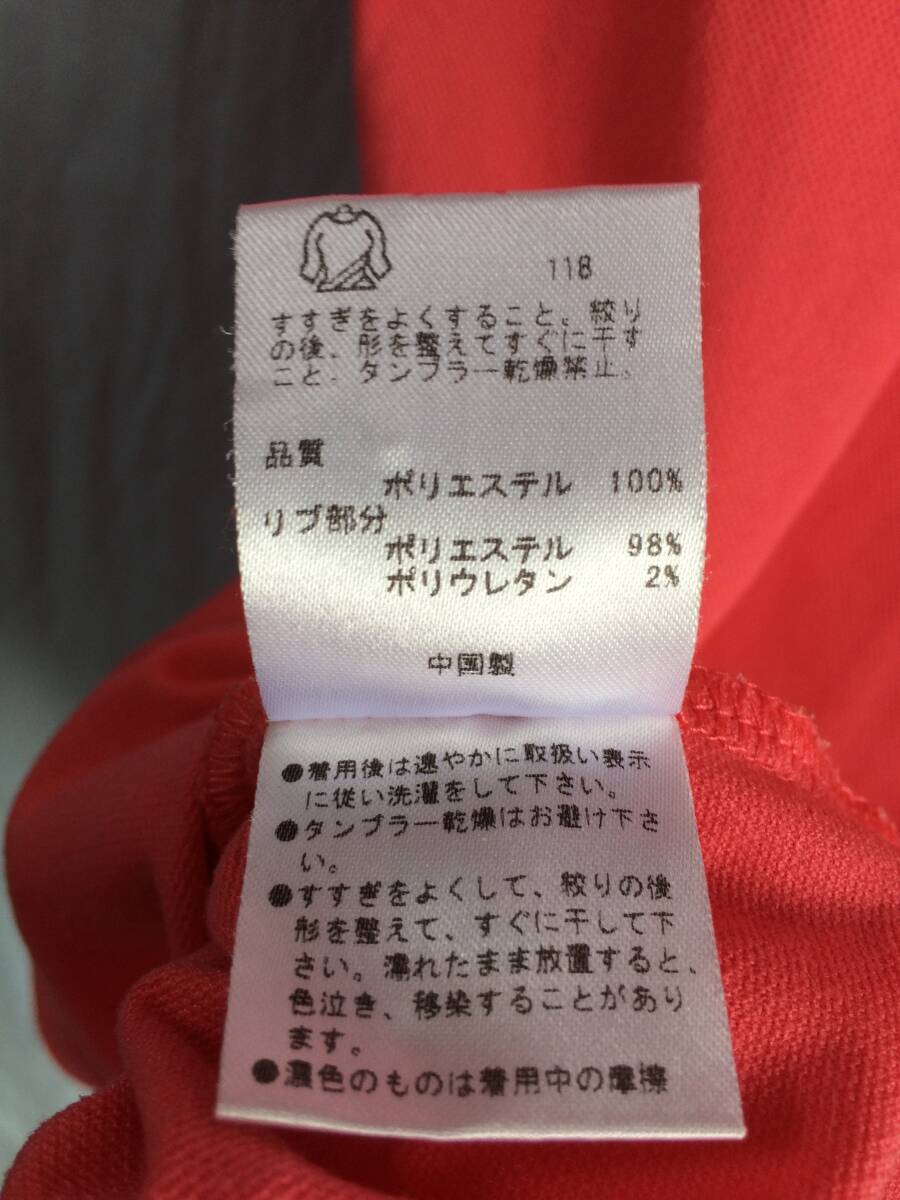 118
すすぎをよくすること。絞り
の後、形を整えてすぐに干す
こと。タンブラー乾燥禁止。
品質
ポリエステル 100%
リブ部分
ポリエステル 98%
ポリウレタン 2%
中国製
●着用後は速やかに取扱い表示
に従い洗濯をして下さい。
●タンブラー乾燥はお避け下さ
い。
●すすぎをよくして、絞りの後
形を整えて、すぐに干して下
さい。濡れたまま放置すると、
色泣き、移染することがあり
ます。
●濃色のものは着用中の摩擦